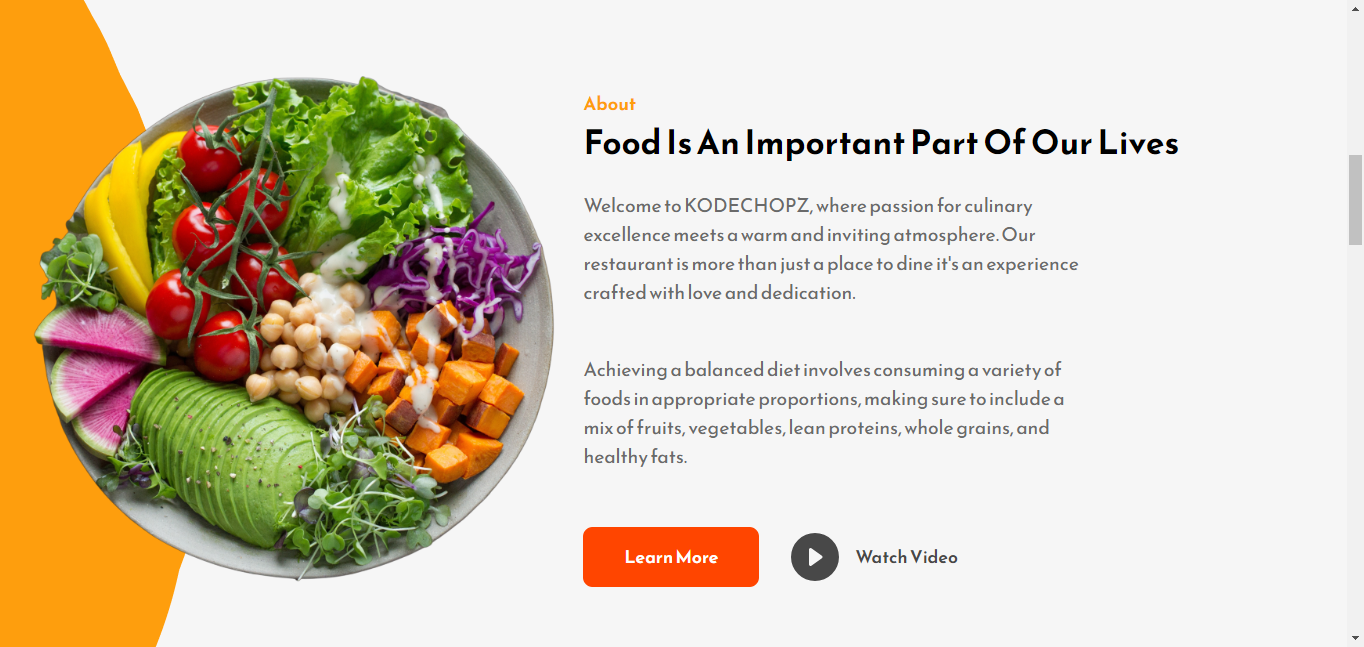 About
Food Is An Important Part Of Our Lives
Welcome to KODECHOPZ, where passion for culinary
excellence meets a warm and inviting atmosphere. Our
restaurant is more than just a place to dine it's an experience
crafted with love and dedication.
Achieving a balanced diet involves consuming a variety of
foods in appropriate proportions, making sure to include a
mix of fruits, vegetables, lean proteins, whole grains, and
healthy fats.
Learn More
Watch Video